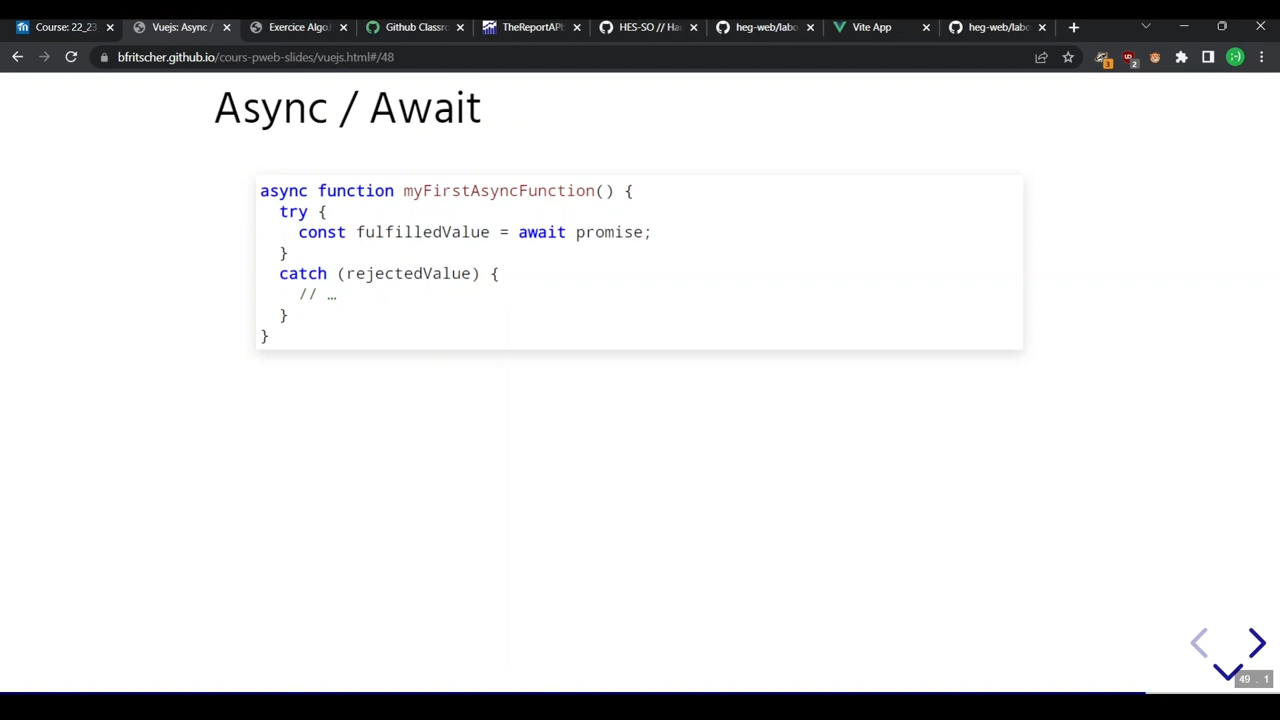 Course: 22_23
Vuejs: Async /
Exercice Algo.
Github Classro
TheReportAPI
HES-SO // Ha
heg-web/labo
Vite App
heg-web/labo
bfritscher.github.io/cours-pweb-slides/vuejs.html#/48
3
2
:-)
Async / Await
async function myFirstAsyncFunction() {
try {
const fulfilledValue = await promise;
}
catch (rejectedValue) {
// …
}
}
49 . 1